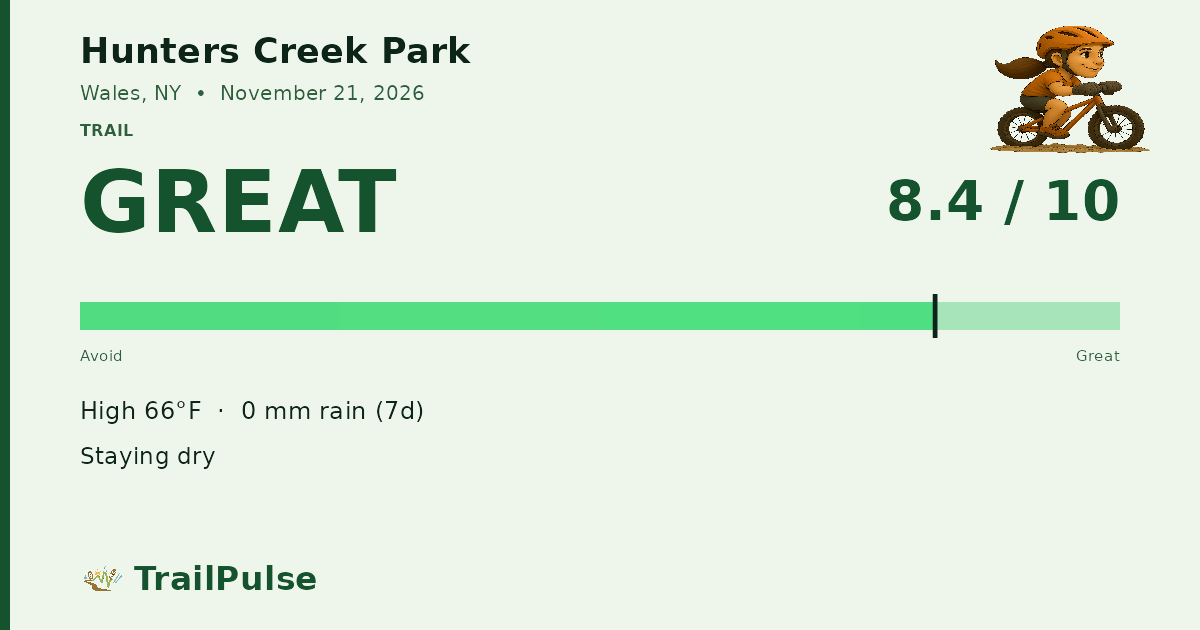 Hunters Creek Park
Wales, NY • November 21, 2026
TRAIL
GREAT
8.4 / 10
Avoid
Great
High 66°F · 0 mm rain (7d)
Staying dry
TrailPulse